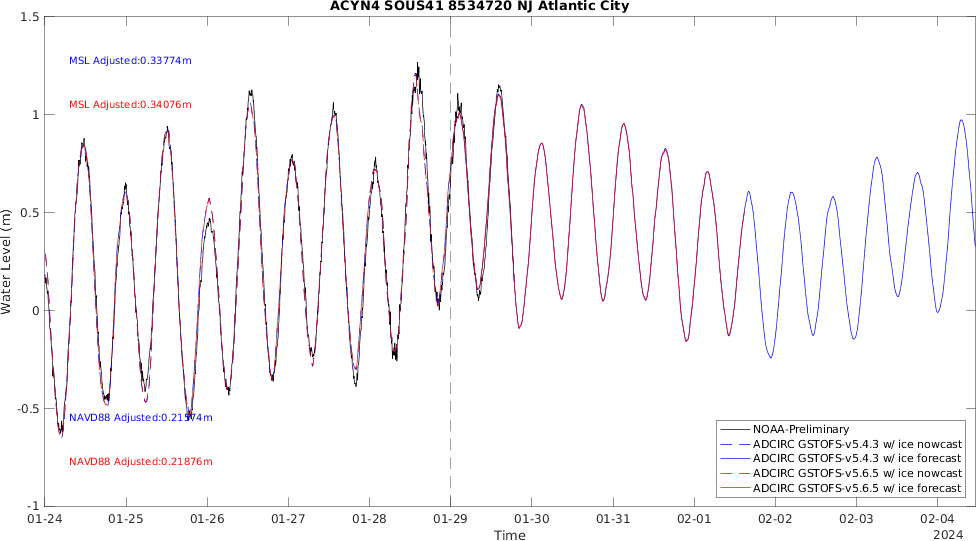 ACYN4 SOUS41 8534720 NJ Atlantic City
1.5
MSL Adjusted:0.33774m
MSL Adjusted:0.34076m
1
0.5
Water Level (m)
0
-0.5
NAVD88 Adjusted:0.21574m
NAVD88 Adjusted:0.21876m
NOAA-Preliminary
ADCIRC GSTOFS-v5.4.3 w/ ice nowcast
ADCIRC GSTOFS-v5.4.3 w/ ice forecast
ADCIRC GSTOFS-v5.6.5 w/ ice nowcast
ADCIRC GSTOFS-v5.6.5 w/ ice forecast
-1
01-24 01-25 01-26 01-27 01-28 01-29 01-30 01-31 02-01 02-02 02-03 02-04
Time
2024